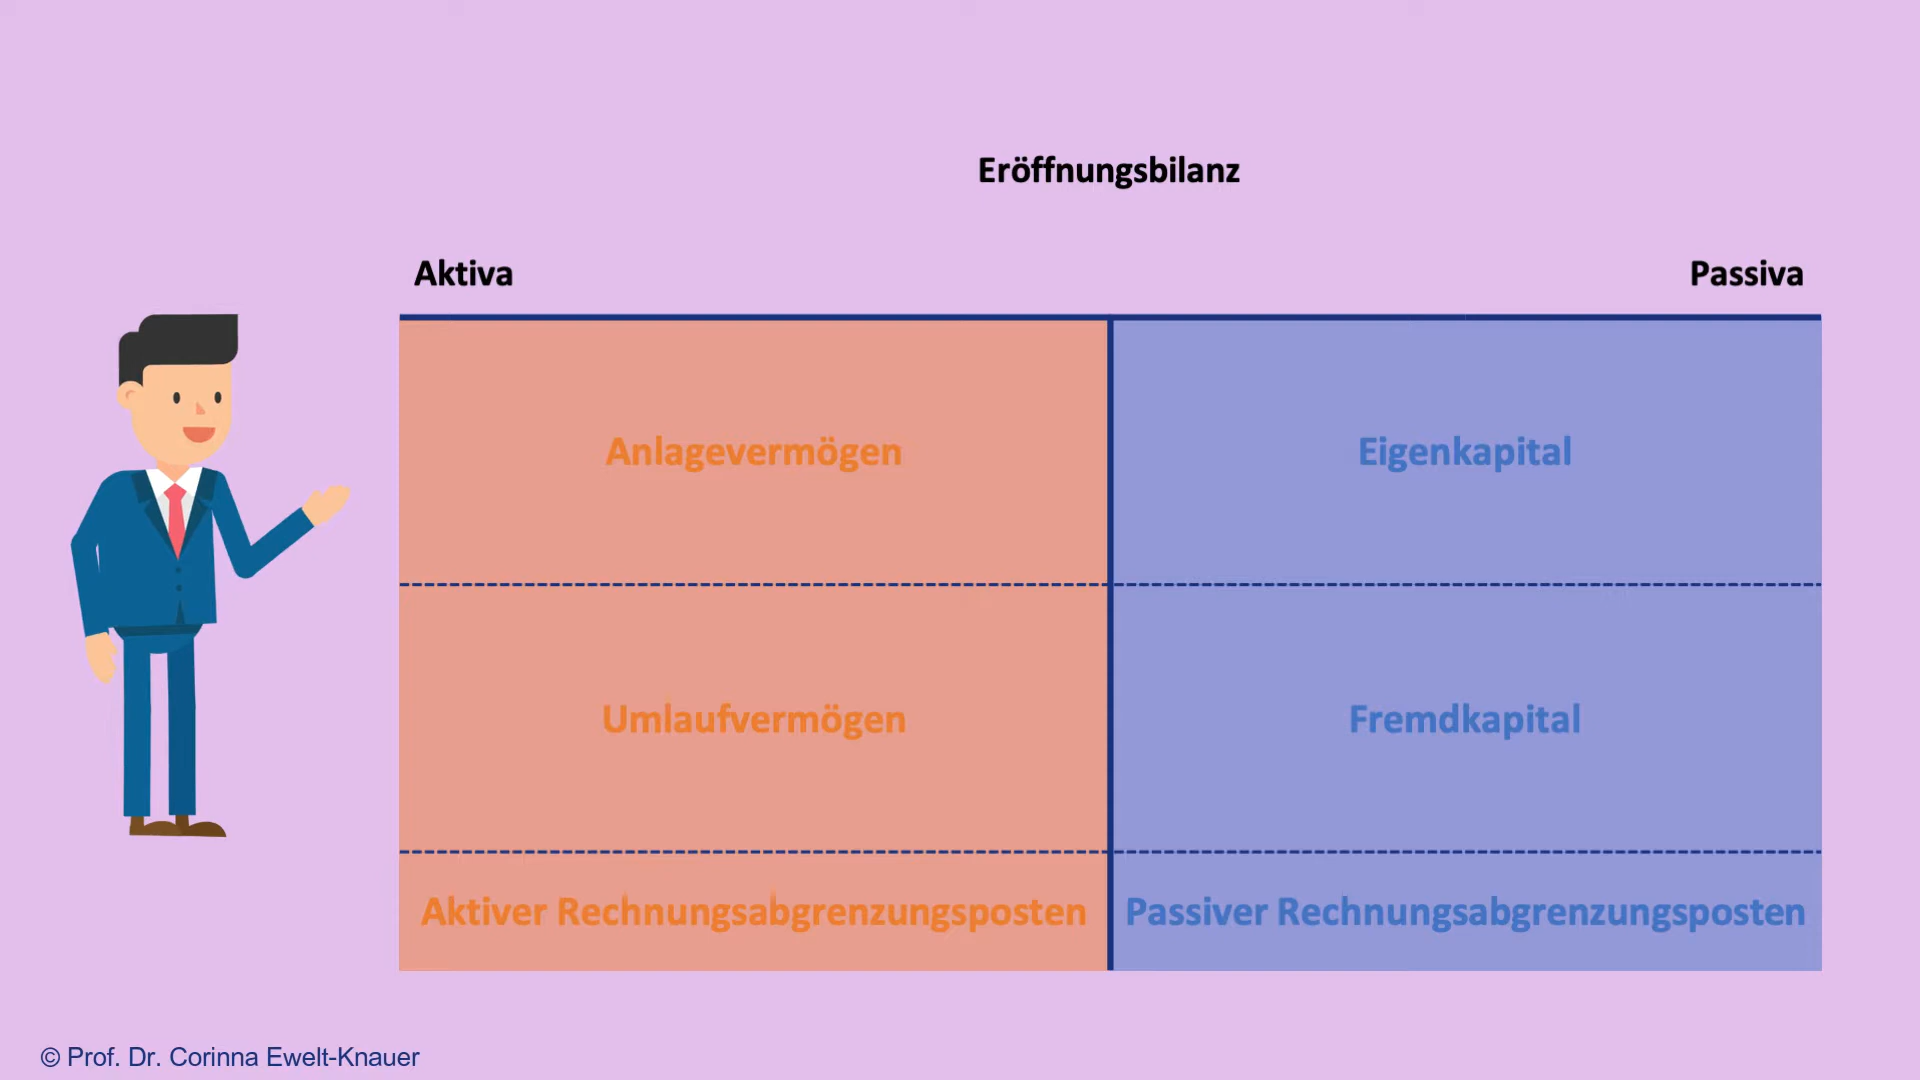 Eröffnungsbilanz
Aktiva
Passiva
Anlagevermögen
Eigenkapital
Umlaufvermögen
Fremdkapital
Aktiver Rechnungsabgrenzungsposten
Passiver Rechnungsabgrenzungsposten
© Prof. Dr. Corinna Ewelt-Knauer